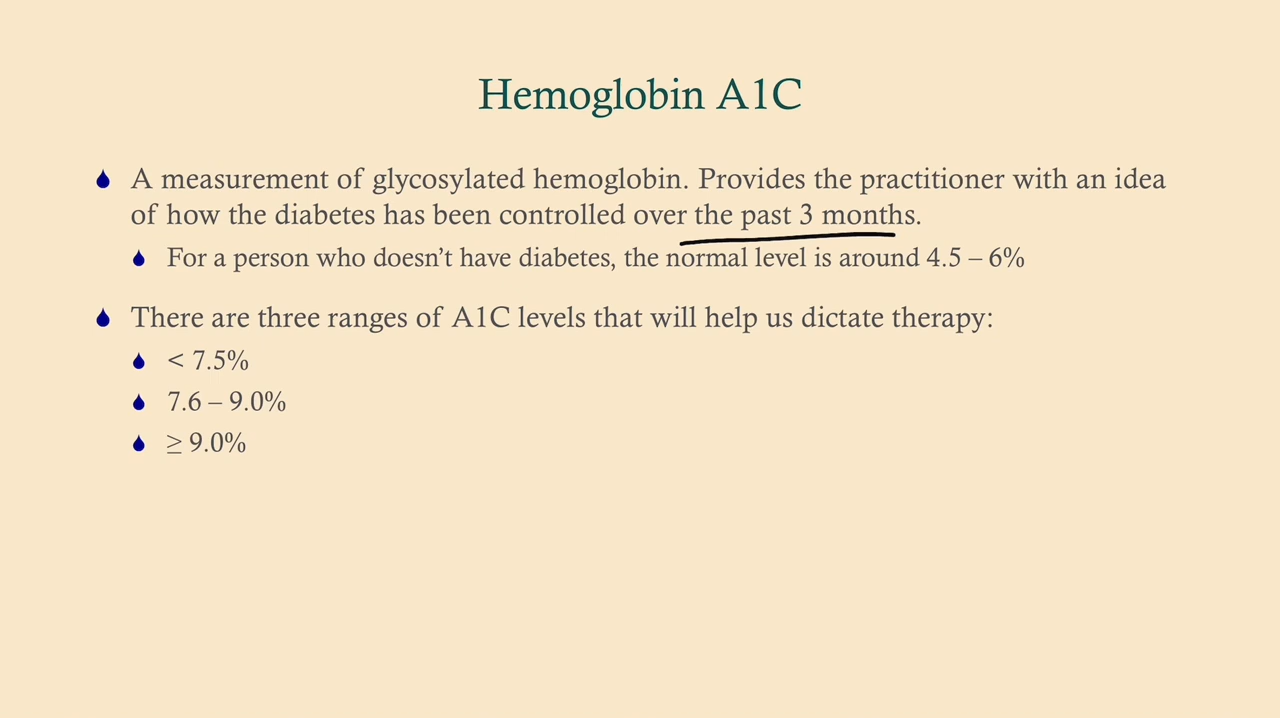 Hemoglobin A1C
A measurement of glycosylated hemoglobin. Provides the practitioner with an idea
of how the diabetes has been controlled over the past 3 months.
For a person who doesn’t have diabetes, the normal level is around 4.5 – 6%
There are three ranges of A1C levels that will help us dictate therapy:
< 7.5%
7.6 – 9.0%
≥ 9.0%